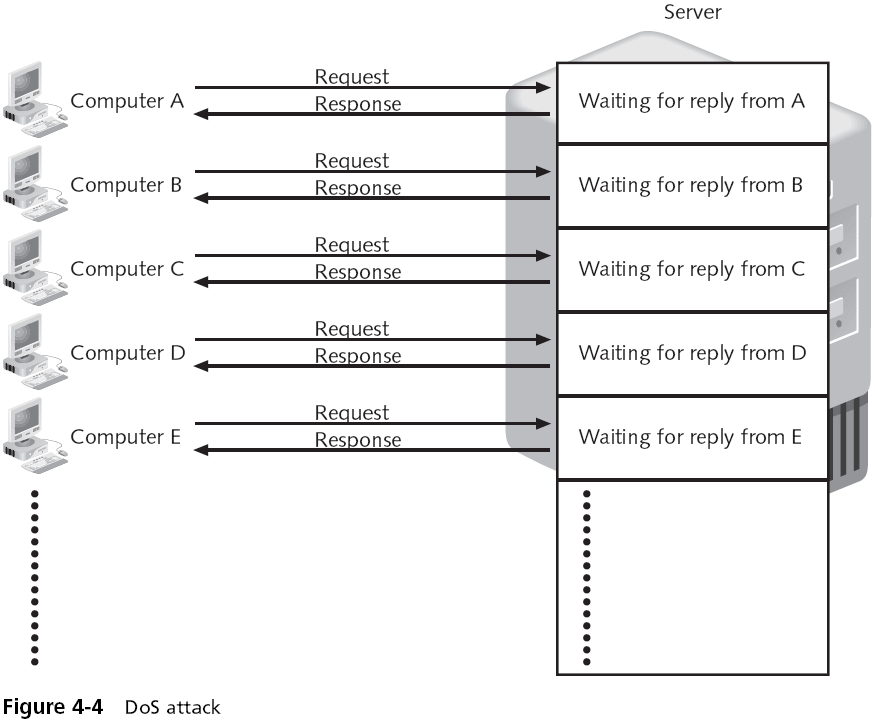 Server
Computer A
Request
Response
Waiting for reply from A
Computer B
Request
Response
Waiting for reply from B
Computer C
Request
Response
Waiting for reply from C
Computer D
Request
Response
Waiting for reply from D
Computer E
Request
Response
Waiting for reply from E
Figure 4-4 DoS attack